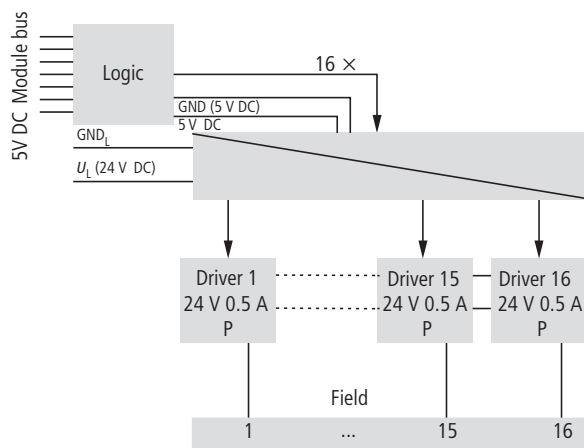 5V DC Module bus
Logic
16 ×
GND (5 V DC)
5 V DC
GNDL
UL (24 V DC)
Driver 1
24 V 0.5 A
P
Driver 15
24 V 0.5 A
P
Driver 16
24 V 0.5 A
P
Field
1 ... 15 16